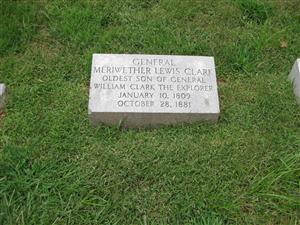 GENERAL
MERIWETHER LEWIS CLARK
OLDEST SON OF GENERAL
WILLIAM CLARK THE EXPLORER
JANUARY 10, 1809
OCTOBER 28, 1881